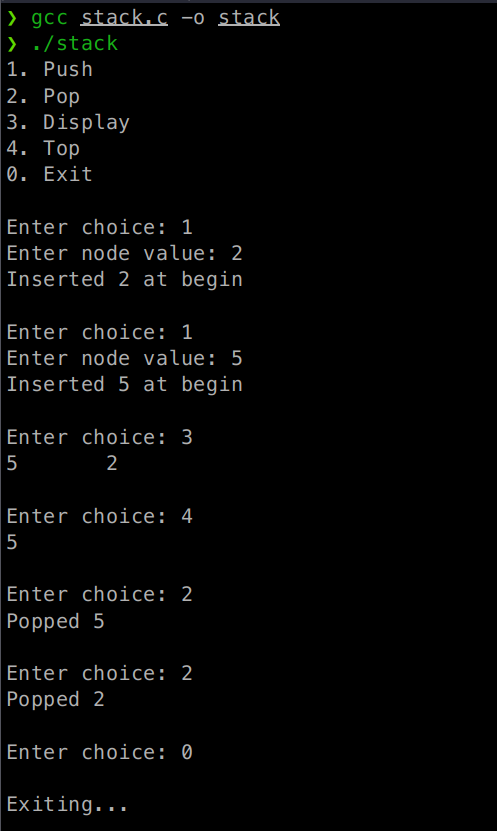 ❯ gcc stack.c -o stack
❯ ./stack
1. Push
2. Pop
3. Display
4. Top
0. Exit
Enter choice: 1
Enter node value: 2
Inserted 2 at begin
Enter choice: 1
Enter node value: 5
Inserted 5 at begin
Enter choice: 3
5       2
Enter choice: 4
5
Enter choice: 2
Popped 5
Enter choice: 2
Popped 2
Enter choice: 0
Exiting...